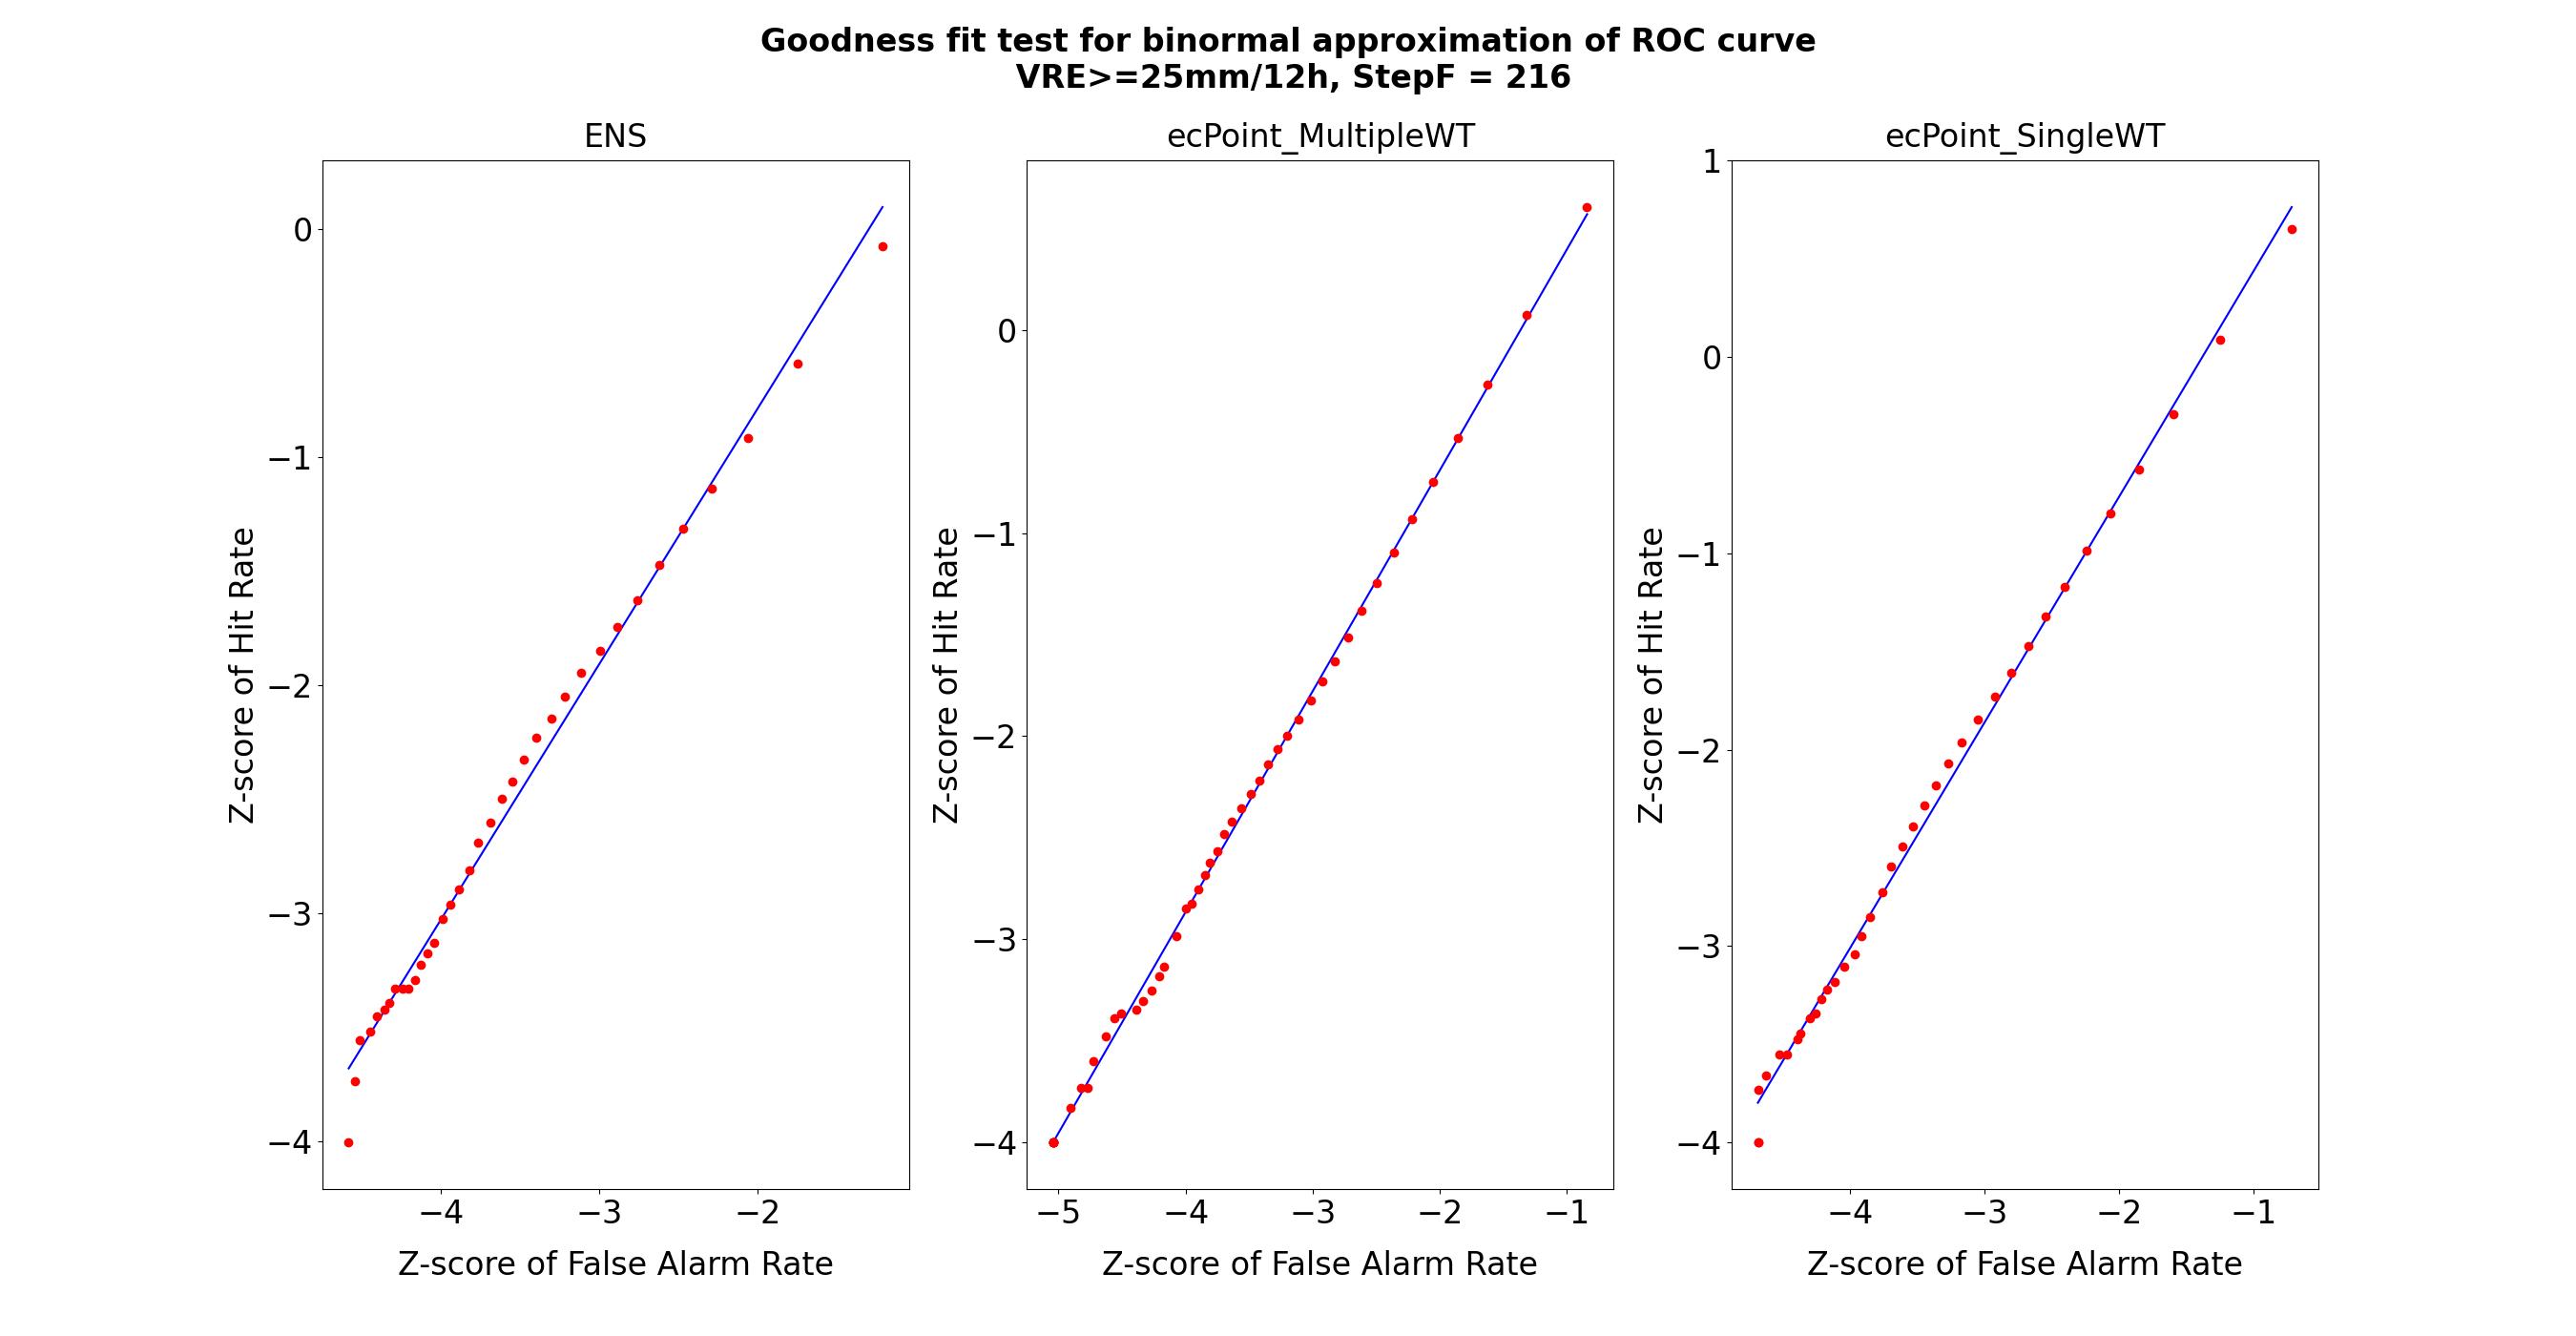 Goodness fit test for binormal approximation of ROC curve
VRE>=25mm/12h, StepF = 216
ENS
0
−1
−2
−3
−4
−4 −3 −2
Z-score of Hit Rate
Z-score of False Alarm Rate
ecPoint_MultipleWT
0
−1
−2
−3
−4
−5 −4 −3 −2 −1
Z-score of Hit Rate
Z-score of False Alarm Rate
ecPoint_SingleWT
1
0
−1
−2
−3
−4
−4 −3 −2 −1
Z-score of Hit Rate
Z-score of False Alarm Rate